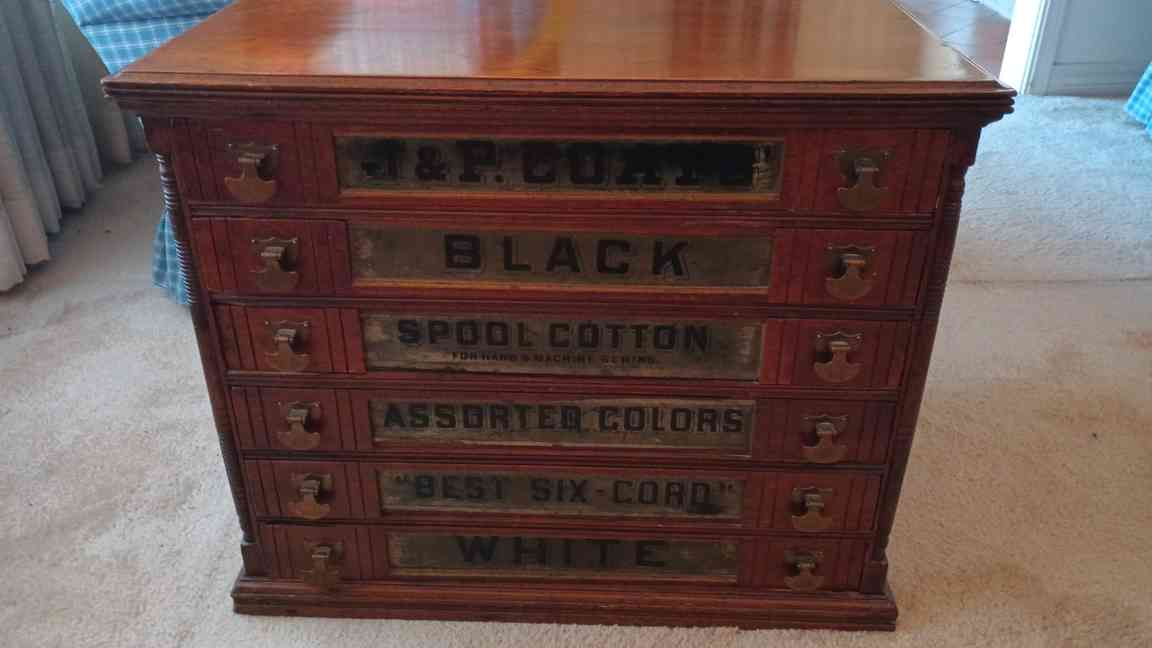 J & P. COATS
BLACK
SPOOL COTTON
FOR HAND & MACHINE SEWING.
ASSORTED COLORS
"BEST SIX-CORD"
WHITE